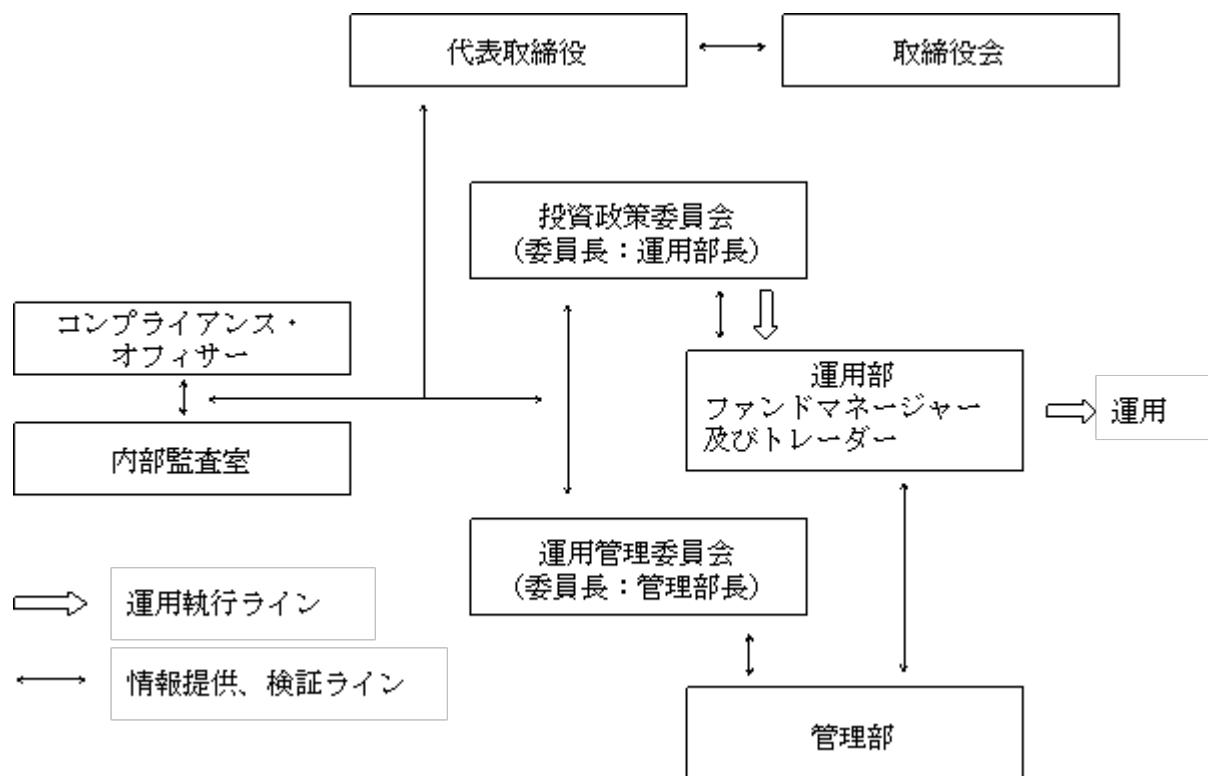 代表取締役
取締役会
投資政策委員会
（委員長：運用部長）
コンプライアンス・
オフィサー
内部監査室
運用部
ファンドマネージャー
及びトレーダー
運用
運用管理委員会
（委員長：管理部長）
運用執行ライン
情報提供、検証ライン
管理部